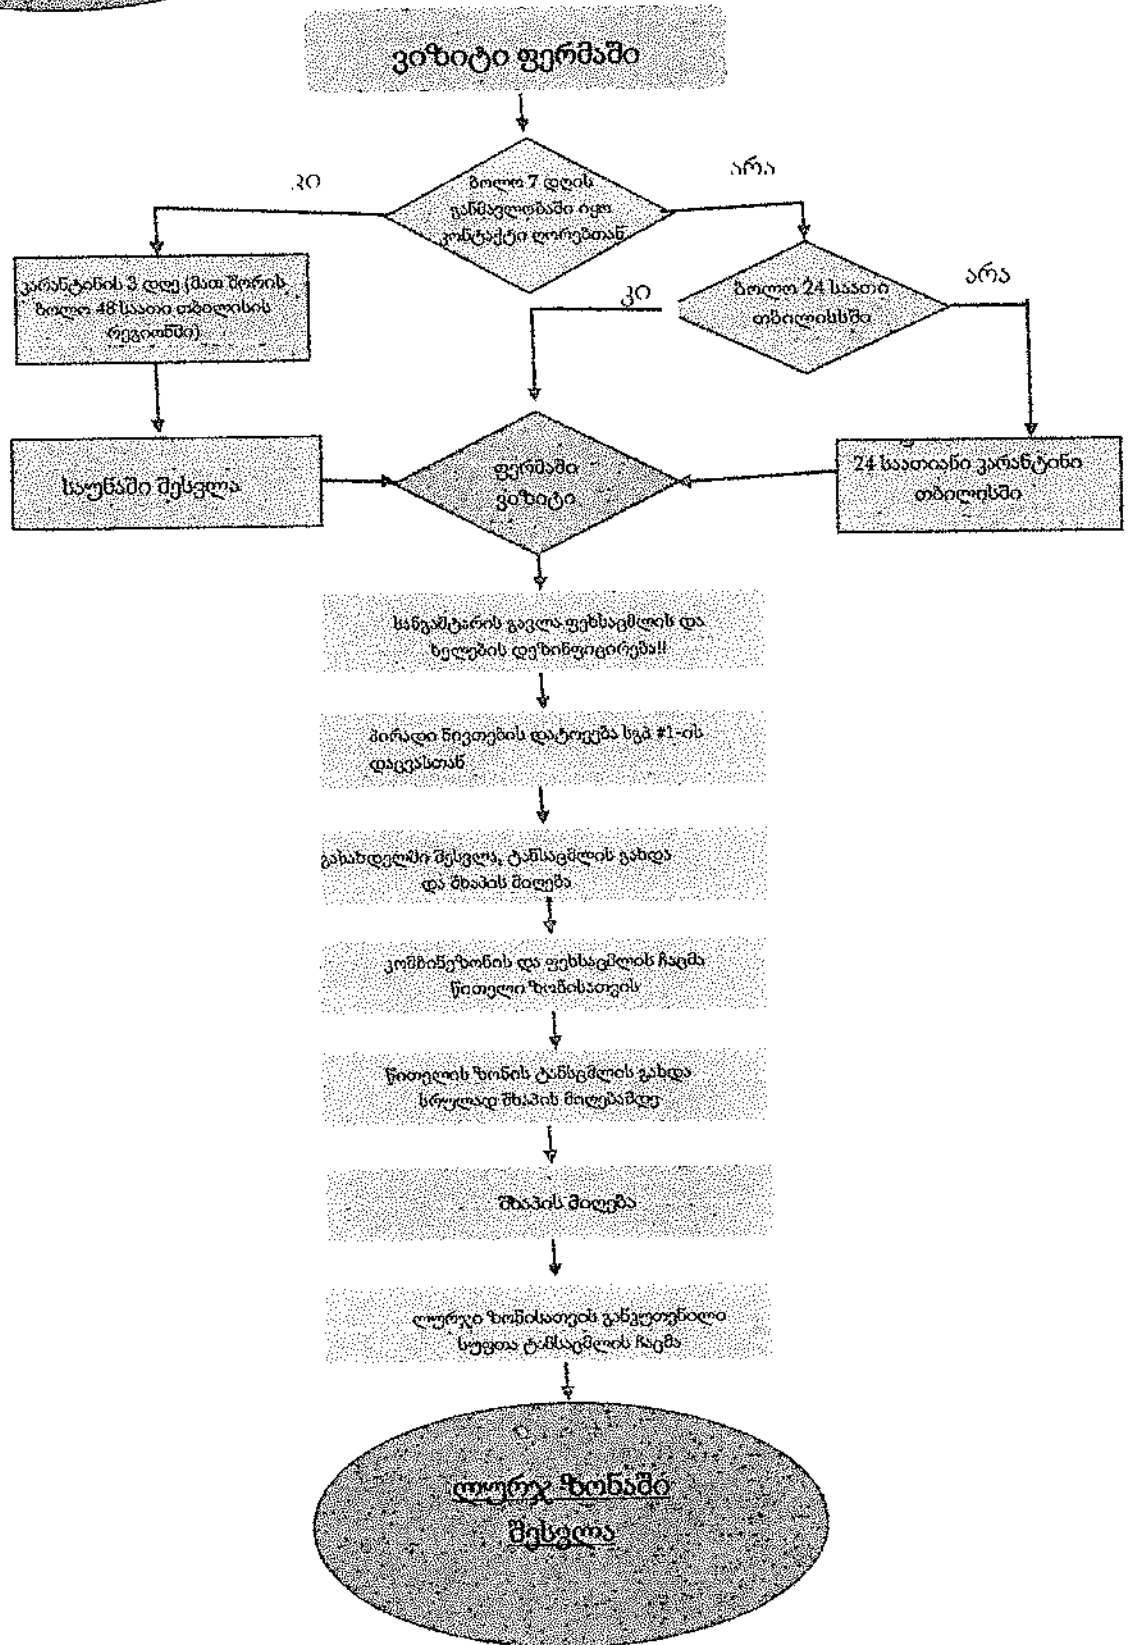 ვიზიტი ფერმაში
ბოლო 7 დღის
განმავლობაში იყო
კონტაქტი ღორებთან
კი
არა
კარანტინის 3 დღე (მათ შორის
ბოლო 48 საათი თბილისის
რეგიონში)
ბოლო 24 საათი
თბილისსში
კი
არა
საუნაში შესვლა
ფერმაში
ვიზიტი
24 საათიანი კარანტინი
თბილისში
სანგამტარის გავლა ფეხსაცმლის და
ხელების დეზინფიცირება!!
პირადი ნივთების დატოვება სგპ #1-ის
დაცვასთან
გასახდელში შესვლა, ტანსაცმლის გახდა
და შხაპის მიღება
კომბინეზონის და ფეხსაცმლის ჩაცმა
წითელი ზონისათვის
წითელის ზონის ტანსცმლის გახდა
სრულად შხაპის მიღებამდე
შხაპის მიღება
ლურჯი ზონისათვის განკუთვნილი
სუფთა ტანსაცმლის ჩაცმა
ლურჯ ზონაში
შესვლა